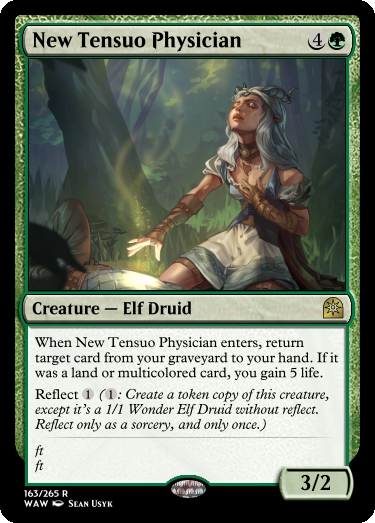 New Tensuo Physician 4
Creature — Elf Druid
When New Tensuo Physician enters, return
target card from your graveyard to your hand. If it
was a land or multicolored card, you gain 5 life.
Reflect 1 (1: Create a token copy of this creature,
except it's a 1/1 Wonder Elf Druid without reflect.
Reflect only as a sorcery, and only once.)
ft
ft
3/2
163/265 R
WAW Sean Usyk